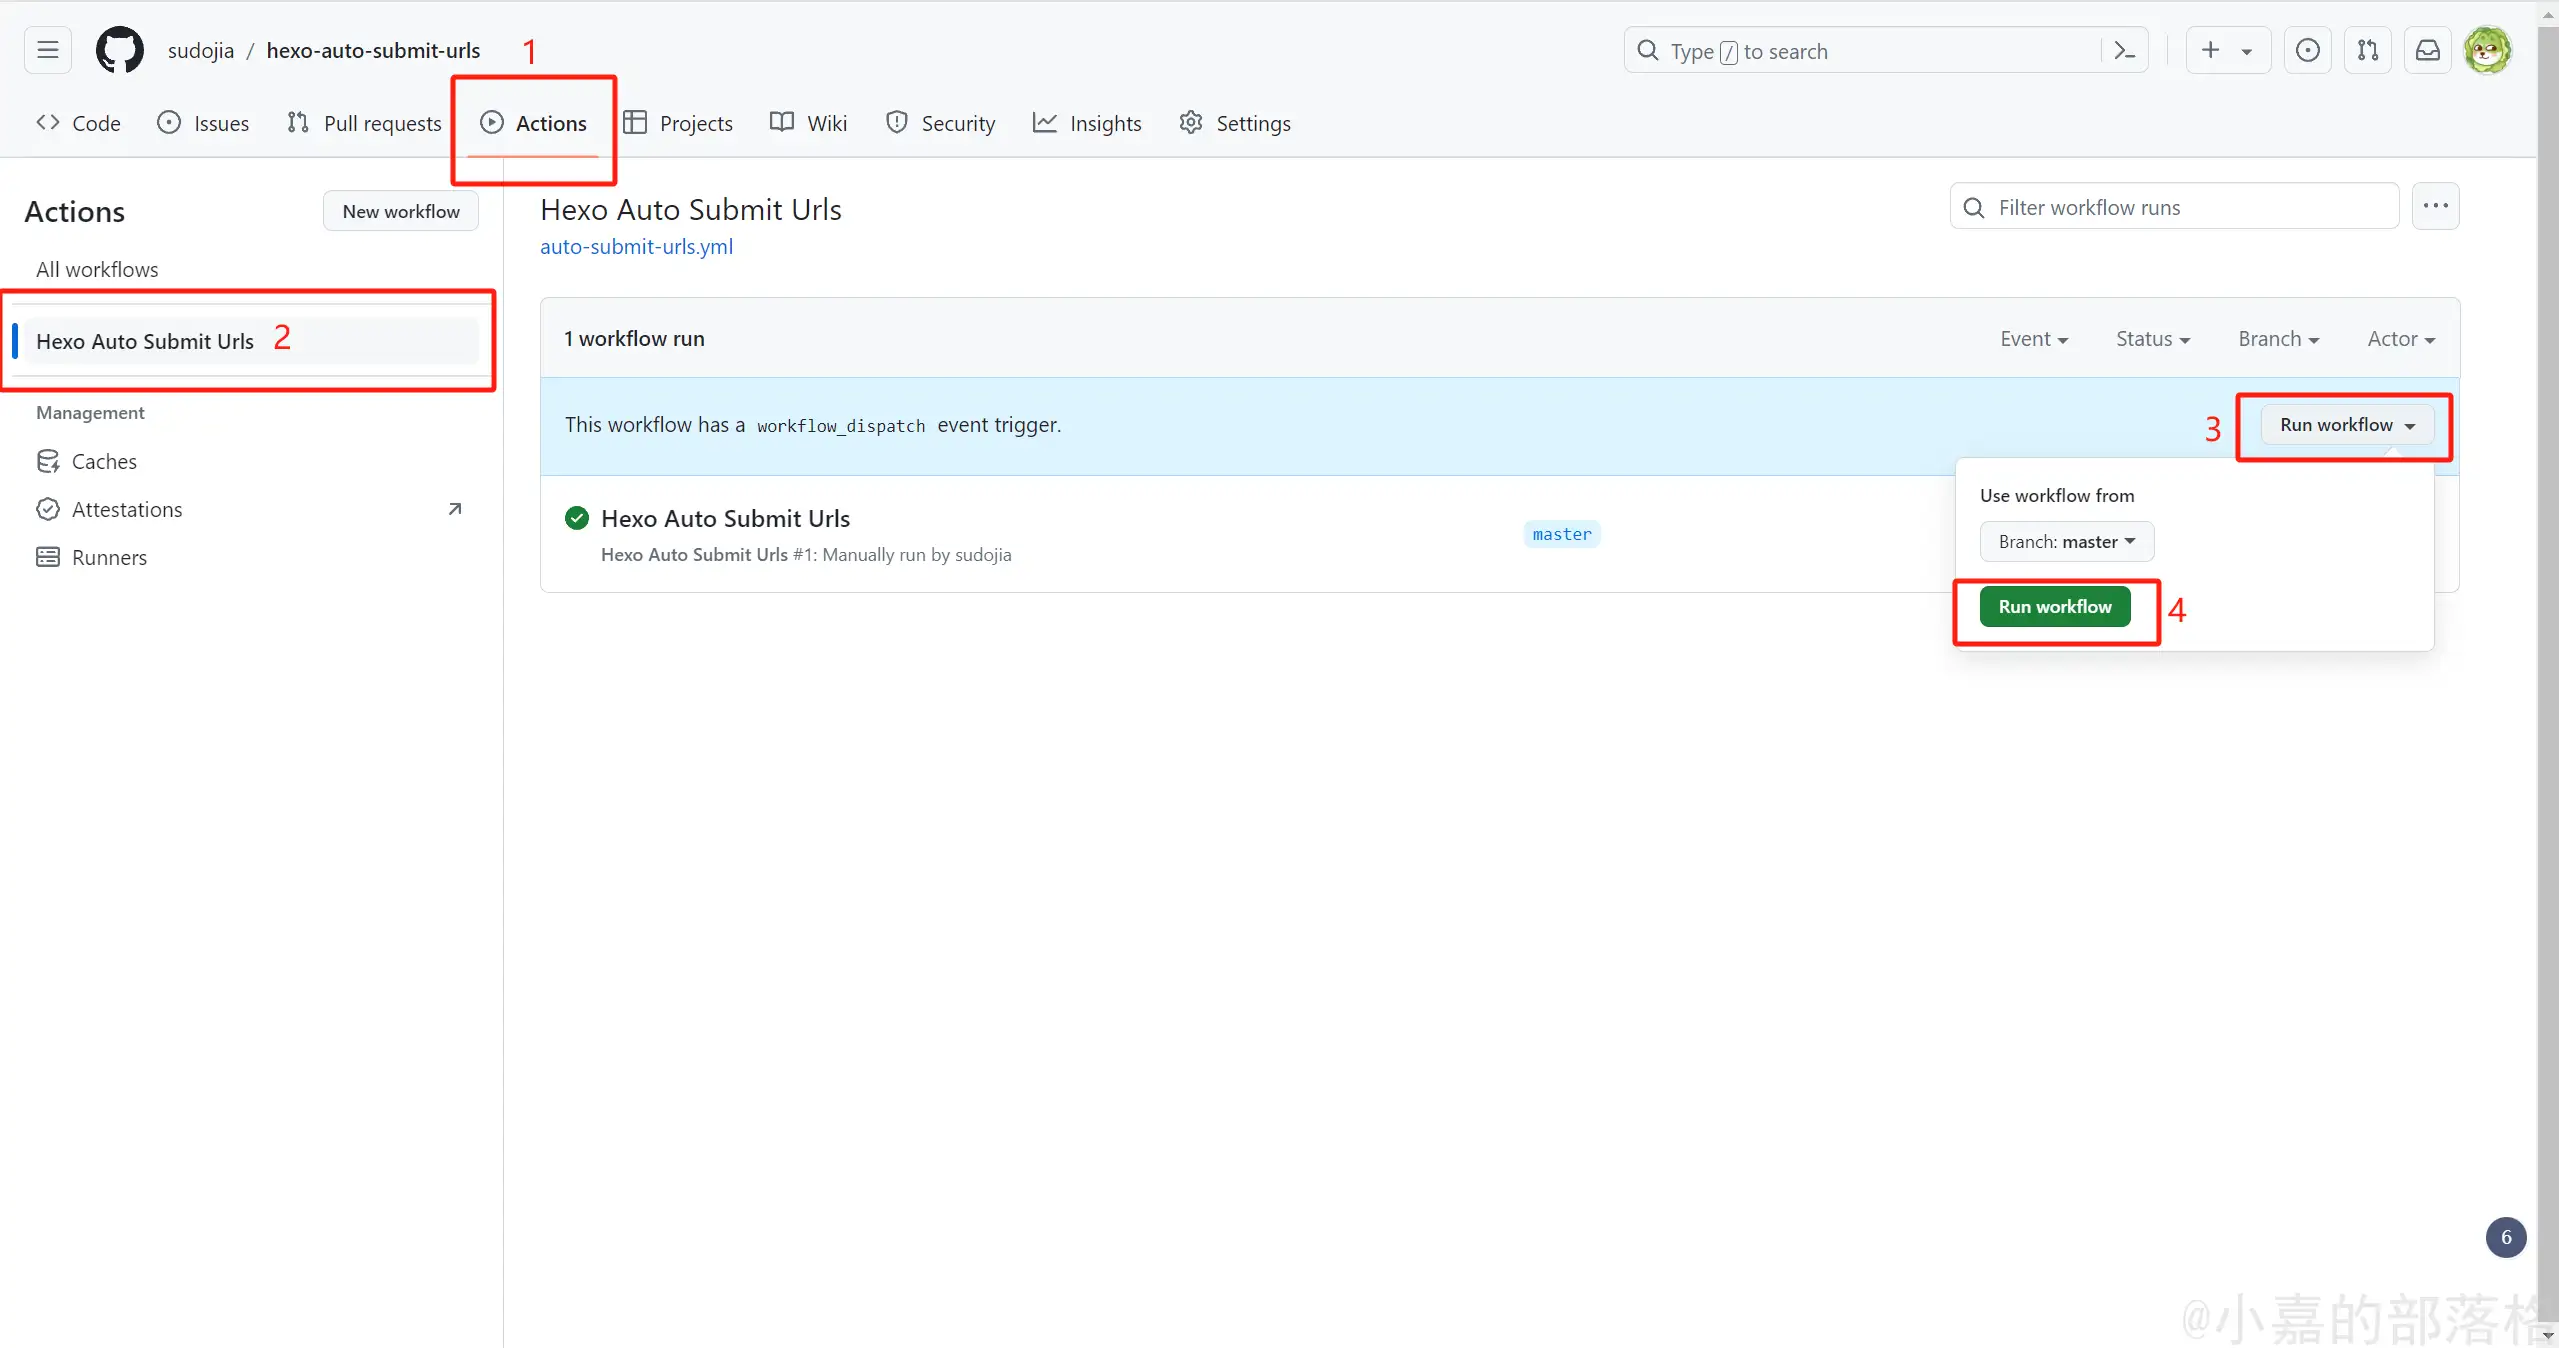 sudojia / hexo-auto-submit-urls
1
Type / to search
Code
Issues
Pull requests
Actions
Projects
Wiki
Security
Insights
Settings
Actions
New workflow
All workflows
Hexo Auto Submit Urls
2
Management
Caches
Attestations
Runners
Hexo Auto Submit Urls
auto-submit-urls.yml
Filter workflow runs
1 workflow run
Event
Status
Branch
Actor
This workflow has a workflow_dispatch event trigger.
3
Run workflow
Hexo Auto Submit Urls
Hexo Auto Submit Urls #1: Manually run by sudojia
master
Use workflow from
Branch: master
Run workflow
4
6
@小嘉的部落格